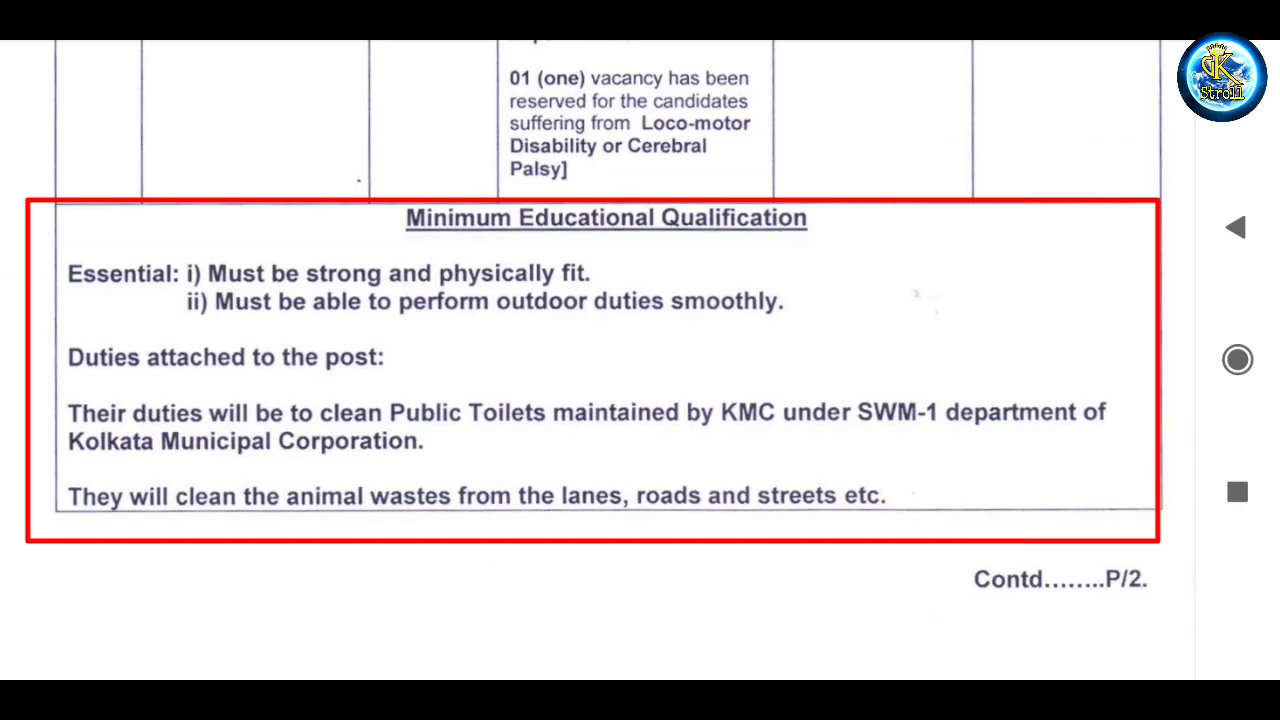 01 (one) vacancy has been
reserved for the candidates
suffering from Loco-motor
Disability or Cerebral
Palsy]
Minimum Educational Qualification
Essential: i) Must be strong and physically fit.
ii) Must be able to perform outdoor duties smoothly.
Duties attached to the post:
Their duties will be to clean Public Toilets maintained by KMC under SWM-1 department of
Kolkata Municipal Corporation.
They will clean the animal wastes from the lanes, roads and streets etc.
Contd........P/2.
GK
Stroll